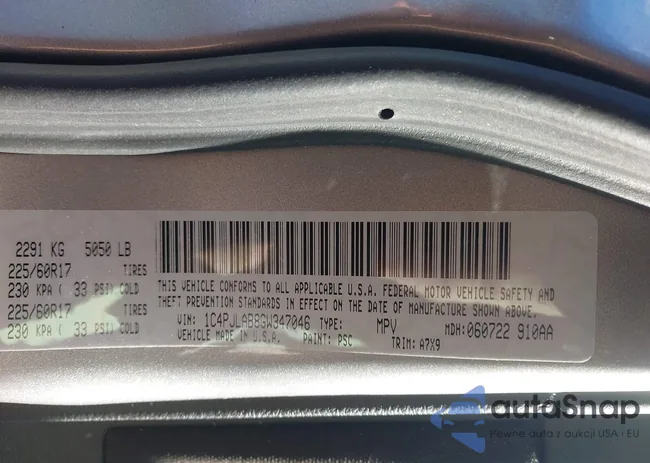 2291 KG 5050 LB
225/60R17 TIRES
230 KPA ( 33 PSI) COLD
225/60R17 TIRES
230 KPA ( 33 PSI) COLD
THIS VEHICLE CONFORMS TO ALL APPLICABLE U.S.A. FEDERAL MOTOR VEHICLE SAFETY AND
THEFT PREVENTION STANDARDS IN EFFECT ON THE DATE OF MANUFACTURE SHOWN ABOVE.
VIN: 1C4PJLAB8GW347046 TYPE: MPV MDH: 060722 910AA
MADE IN U.S.A. PAINT: PSC TRIM: A7X9
autaSnap
Pewne auta z aukcji USA · EU